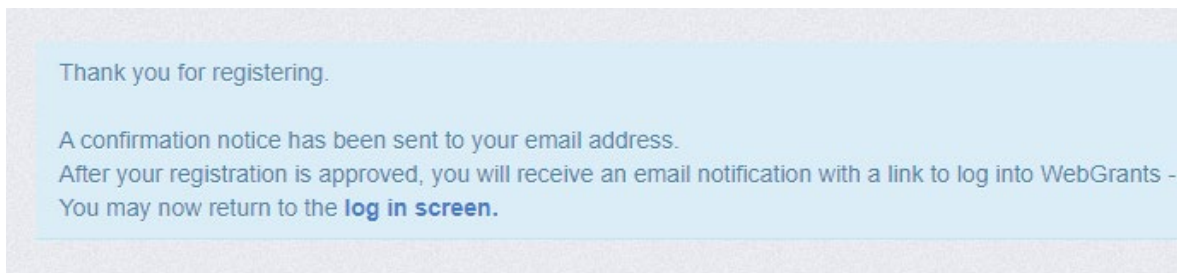 Thank you for registering.
A confirmation notice has been sent to your email address.
After your registration is approved, you will receive an email notification with a link to log into WebGrants -
You may now return to the log in screen.